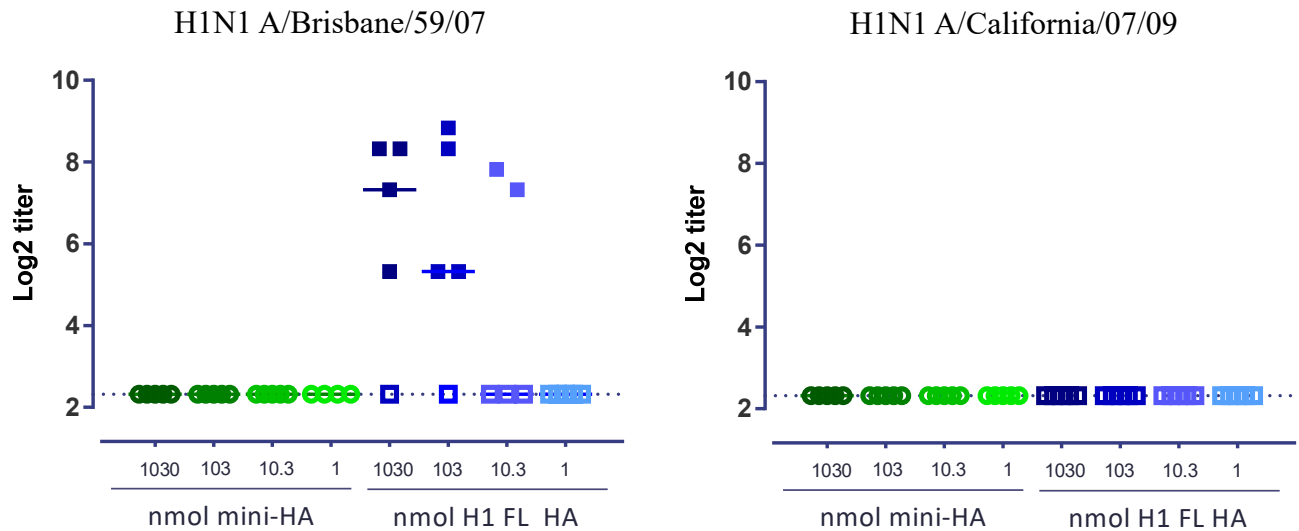 H1N1 A/Brisbane/59/07
Log2 titer
10
8
6
4
2
1030 103 10.3 1 1030 103 10.3 1
nmol mini-HA nmol H1 FL HA
H1N1 A/California/07/09
Log2 titer
10
8
6
4
2
1030 103 10.3 1 1030 103 10.3 1
nmol mini-HA nmol H1 FL HA